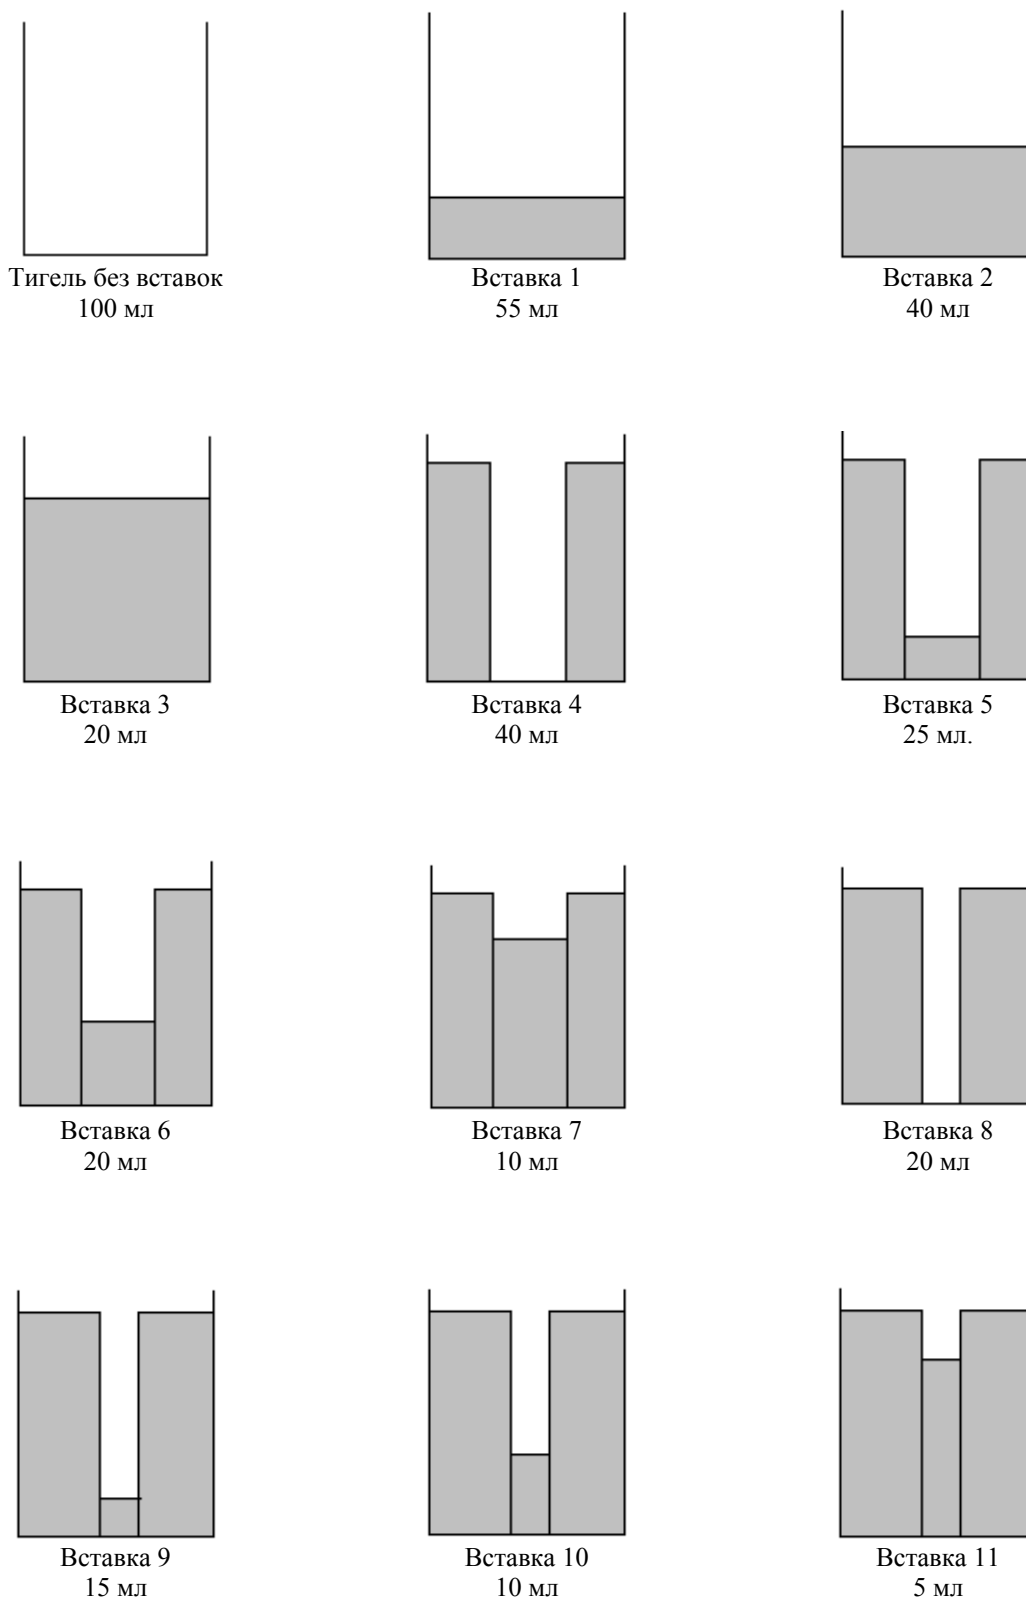 Тигель без вставок
100 мл
Вставка 1
55 мл
Вставка 2
40 мл
Вставка 3
20 мл
Вставка 4
40 мл
Вставка 5
25 мл.
Вставка 6
20 мл
Вставка 7
10 мл
Вставка 8
20 мл
Вставка 9
15 мл
Вставка 10
10 мл
Вставка 11
5 мл